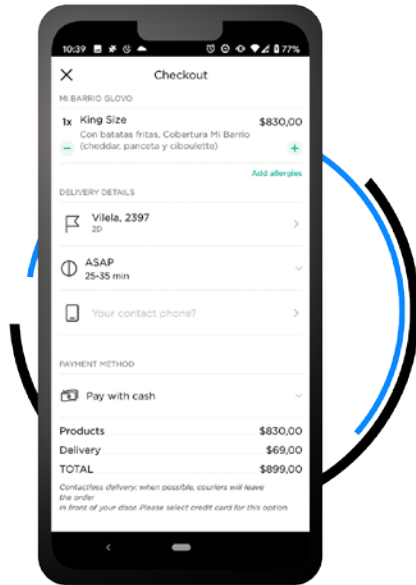 10:39 77%
Checkout
MI BARRIO GLOVO
1x King Size $830,00
Con batatas fritas, Cobertura Mi Barrio
(cheddar, panceta y ciboulette)
Add allergies
DELIVERY DETAILS
Vilela, 2397
2D
ASAP
25-35 min
Your contact phone?
PAYMENT METHOD
Pay with cash
Products $830,00
Delivery $69,00
TOTAL $899,00
Contactless delivery: when possible, couriers will leave
the order
in front of your door. Please select credit card for this option.